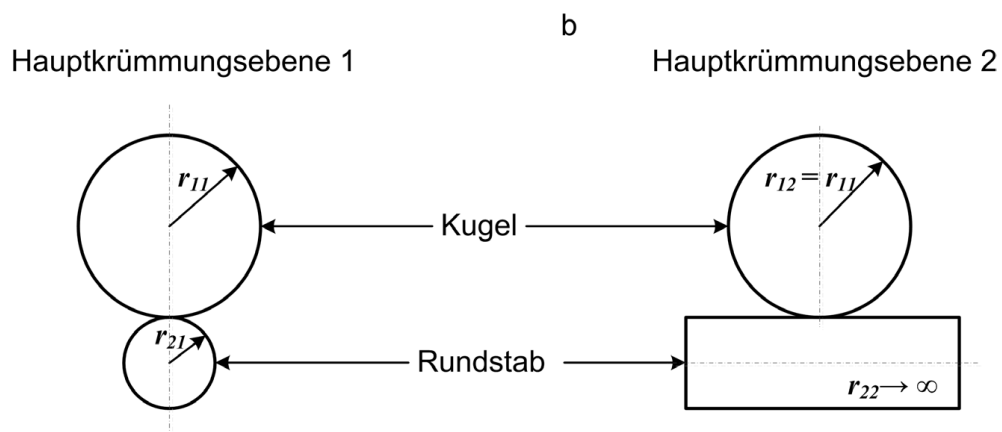 b
Hauptkrümmungsebene 1
Hauptkrümmungsebene 2
r11
r12 = r11
Kugel
r21
Rundstab
r22→ ∞